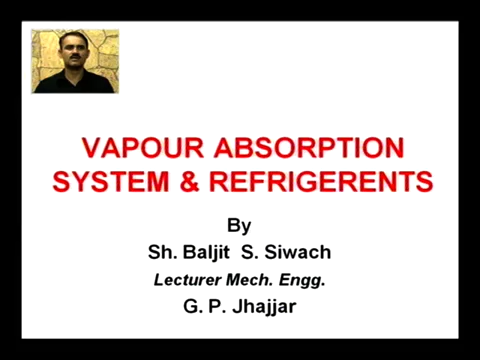 VAPOUR ABSORPTION
SYSTEM & REFRIGERENTS
By
Sh. Baljit S. Siwach
Lecturer Mech. Engg.
G. P. Jhajjar